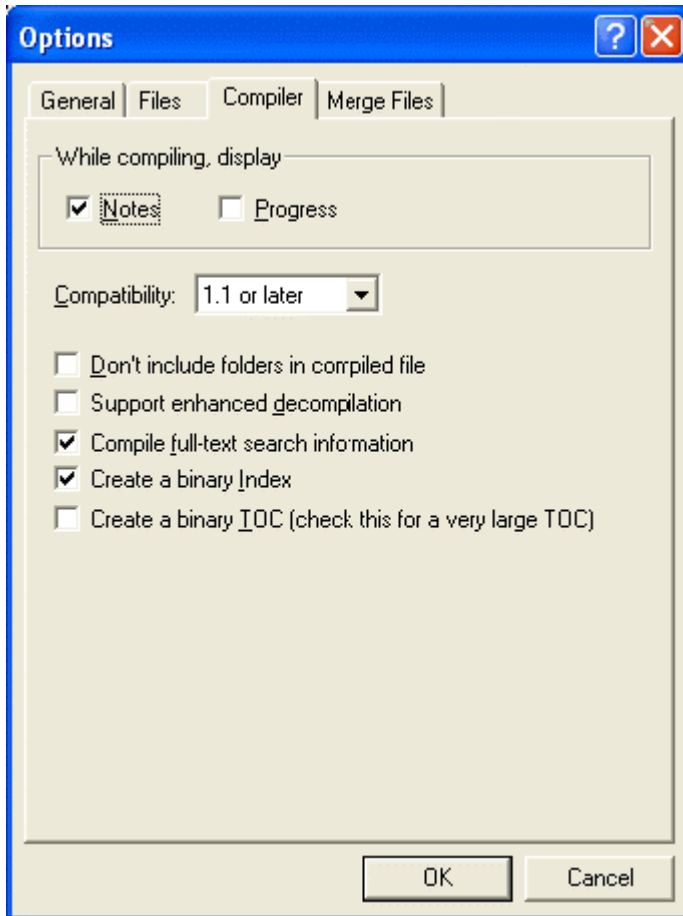 Options
General Files Compiler Merge Files
While compiling, display
Notes Progress
Compatibility: 1.1 or later
Don't include folders in compiled file
Support enhanced decompilation
Compile full-text search information
Create a binary Index
Create a binary TOC (check this for a very large TOC)
OK Cancel